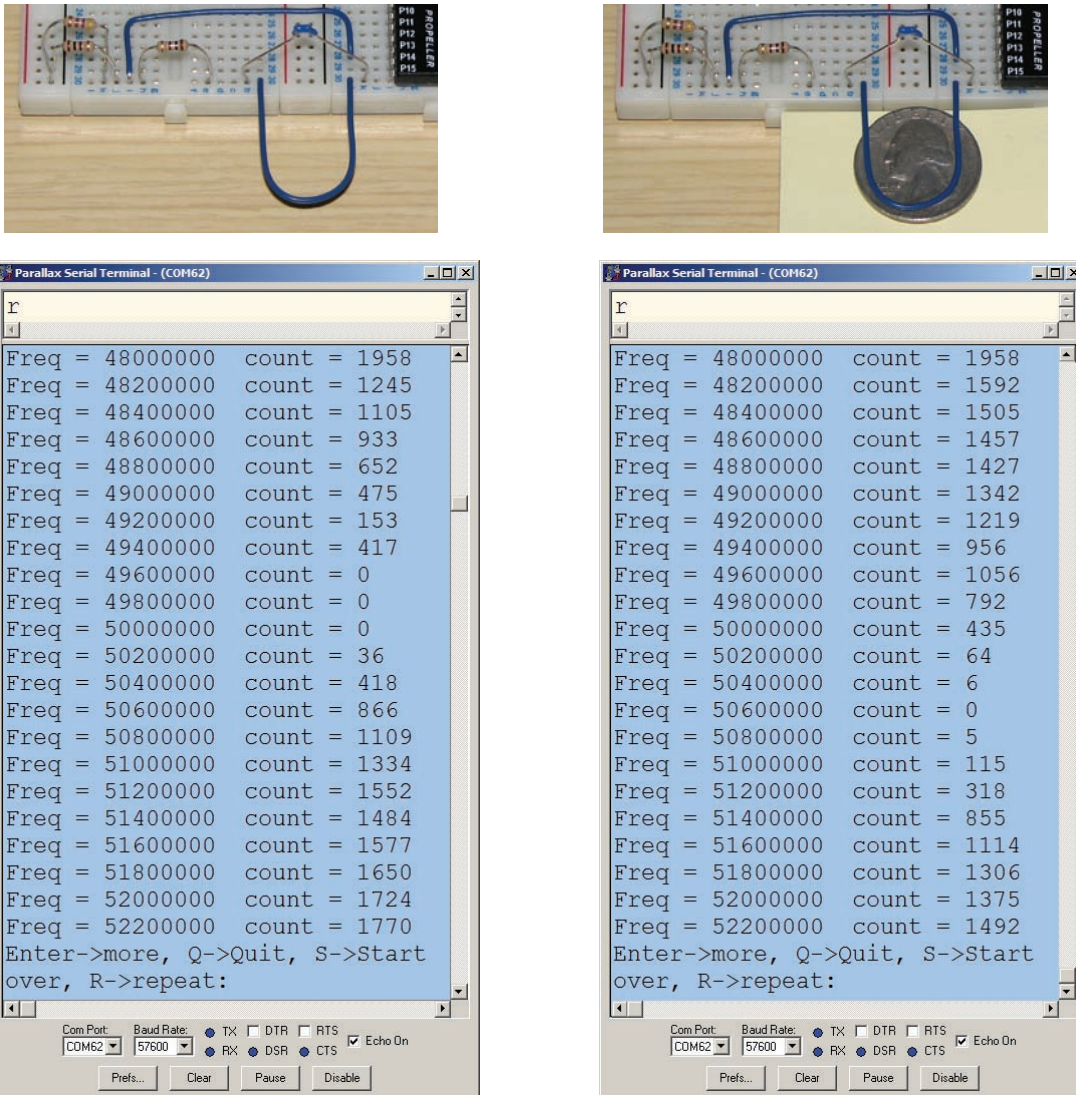 P10
P11
P12
P13
P14
P15
PROPELLER
P10
P11
P12
P13
P14
P15
PROPELLER
Parallax Serial Terminal - (COM62)
r
Freq = 48000000 count = 1958
Freq = 48200000 count = 1245
Freq = 48400000 count = 1105
Freq = 48600000 count = 933
Freq = 48800000 count = 652
Freq = 49000000 count = 475
Freq = 49200000 count = 153
Freq = 49400000 count = 417
Freq = 49600000 count = 0
Freq = 49800000 count = 0
Freq = 50000000 count = 0
Freq = 50200000 count = 36
Freq = 50400000 count = 418
Freq = 50600000 count = 866
Freq = 50800000 count = 1109
Freq = 51000000 count = 1334
Freq = 51200000 count = 1552
Freq = 51400000 count = 1484
Freq = 51600000 count = 1577
Freq = 51800000 count = 1650
Freq = 52000000 count = 1724
Freq = 52200000 count = 1770
Enter->more, Q->Quit, S->Start
over, R->repeat:
Com Port: Baud Rate: TX DTR RTS
COM62 57600 RX DSR CTS Echo On
Prefs... Clear Pause Disable
Parallax Serial Terminal - (COM62)
r
Freq = 48000000 count = 1958
Freq = 48200000 count = 1592
Freq = 48400000 count = 1505
Freq = 48600000 count = 1457
Freq = 48800000 count = 1427
Freq = 49000000 count = 1342
Freq = 49200000 count = 1219
Freq = 49400000 count = 956
Freq = 49600000 count = 1056
Freq = 49800000 count = 792
Freq = 50000000 count = 435
Freq = 50200000 count = 64
Freq = 50400000 count = 6
Freq = 50600000 count = 0
Freq = 50800000 count = 5
Freq = 51000000 count = 115
Freq = 51200000 count = 318
Freq = 51400000 count = 855
Freq = 51600000 count = 1114
Freq = 51800000 count = 1306
Freq = 52000000 count = 1375
Freq = 52200000 count = 1492
Enter->more, Q->Quit, S->Start
over, R->repeat:
Com Port: Baud Rate: TX DTR RTS
COM62 57600 RX DSR CTS Echo On
Prefs... Clear Pause Disable